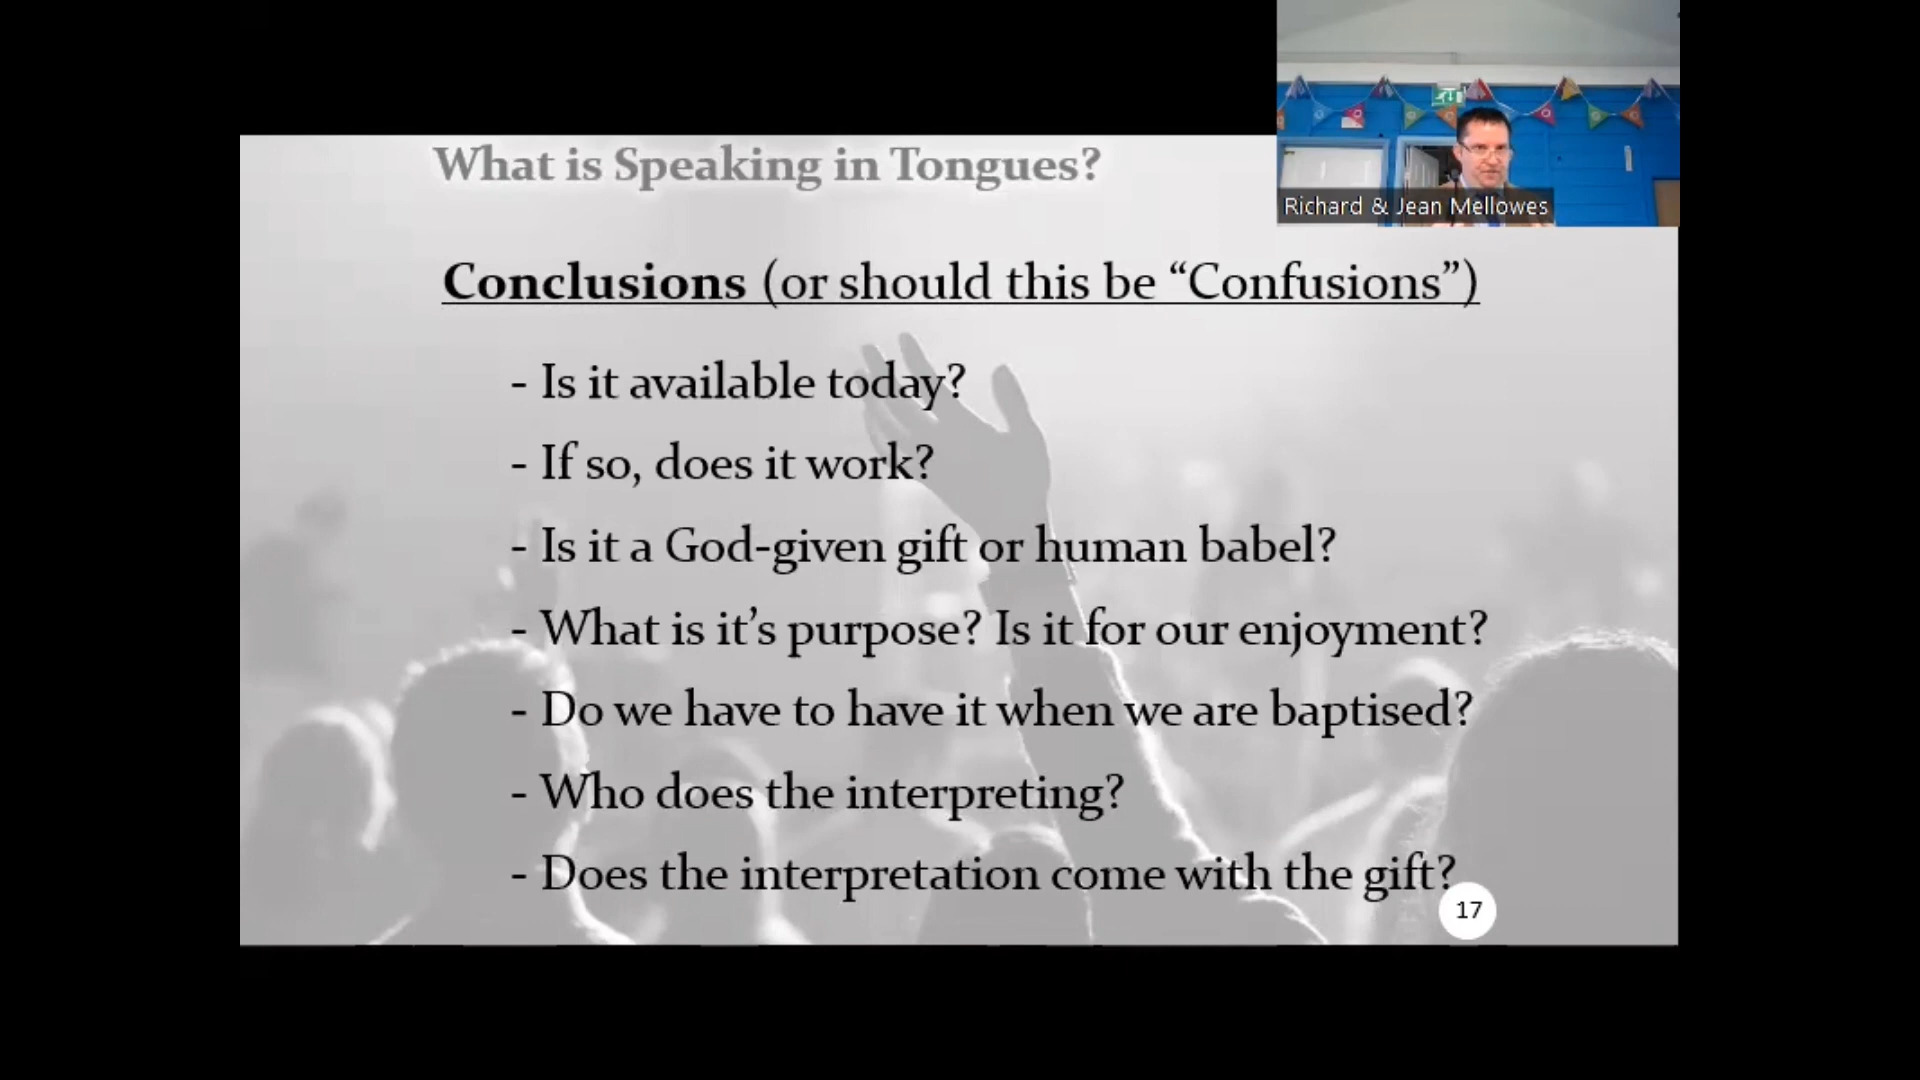 What is Speaking in Tongues?
Richard & Jean Mellowes
Conclusions (or should this be “Confusions”)
- Is it available today?
- If so, does it work?
- Is it a God-given gift or human babel?
- What is it’s purpose? Is it for our enjoyment?
- Do we have to have it when we are baptised?
- Who does the interpreting?
- Does the interpretation come with the gift?
17